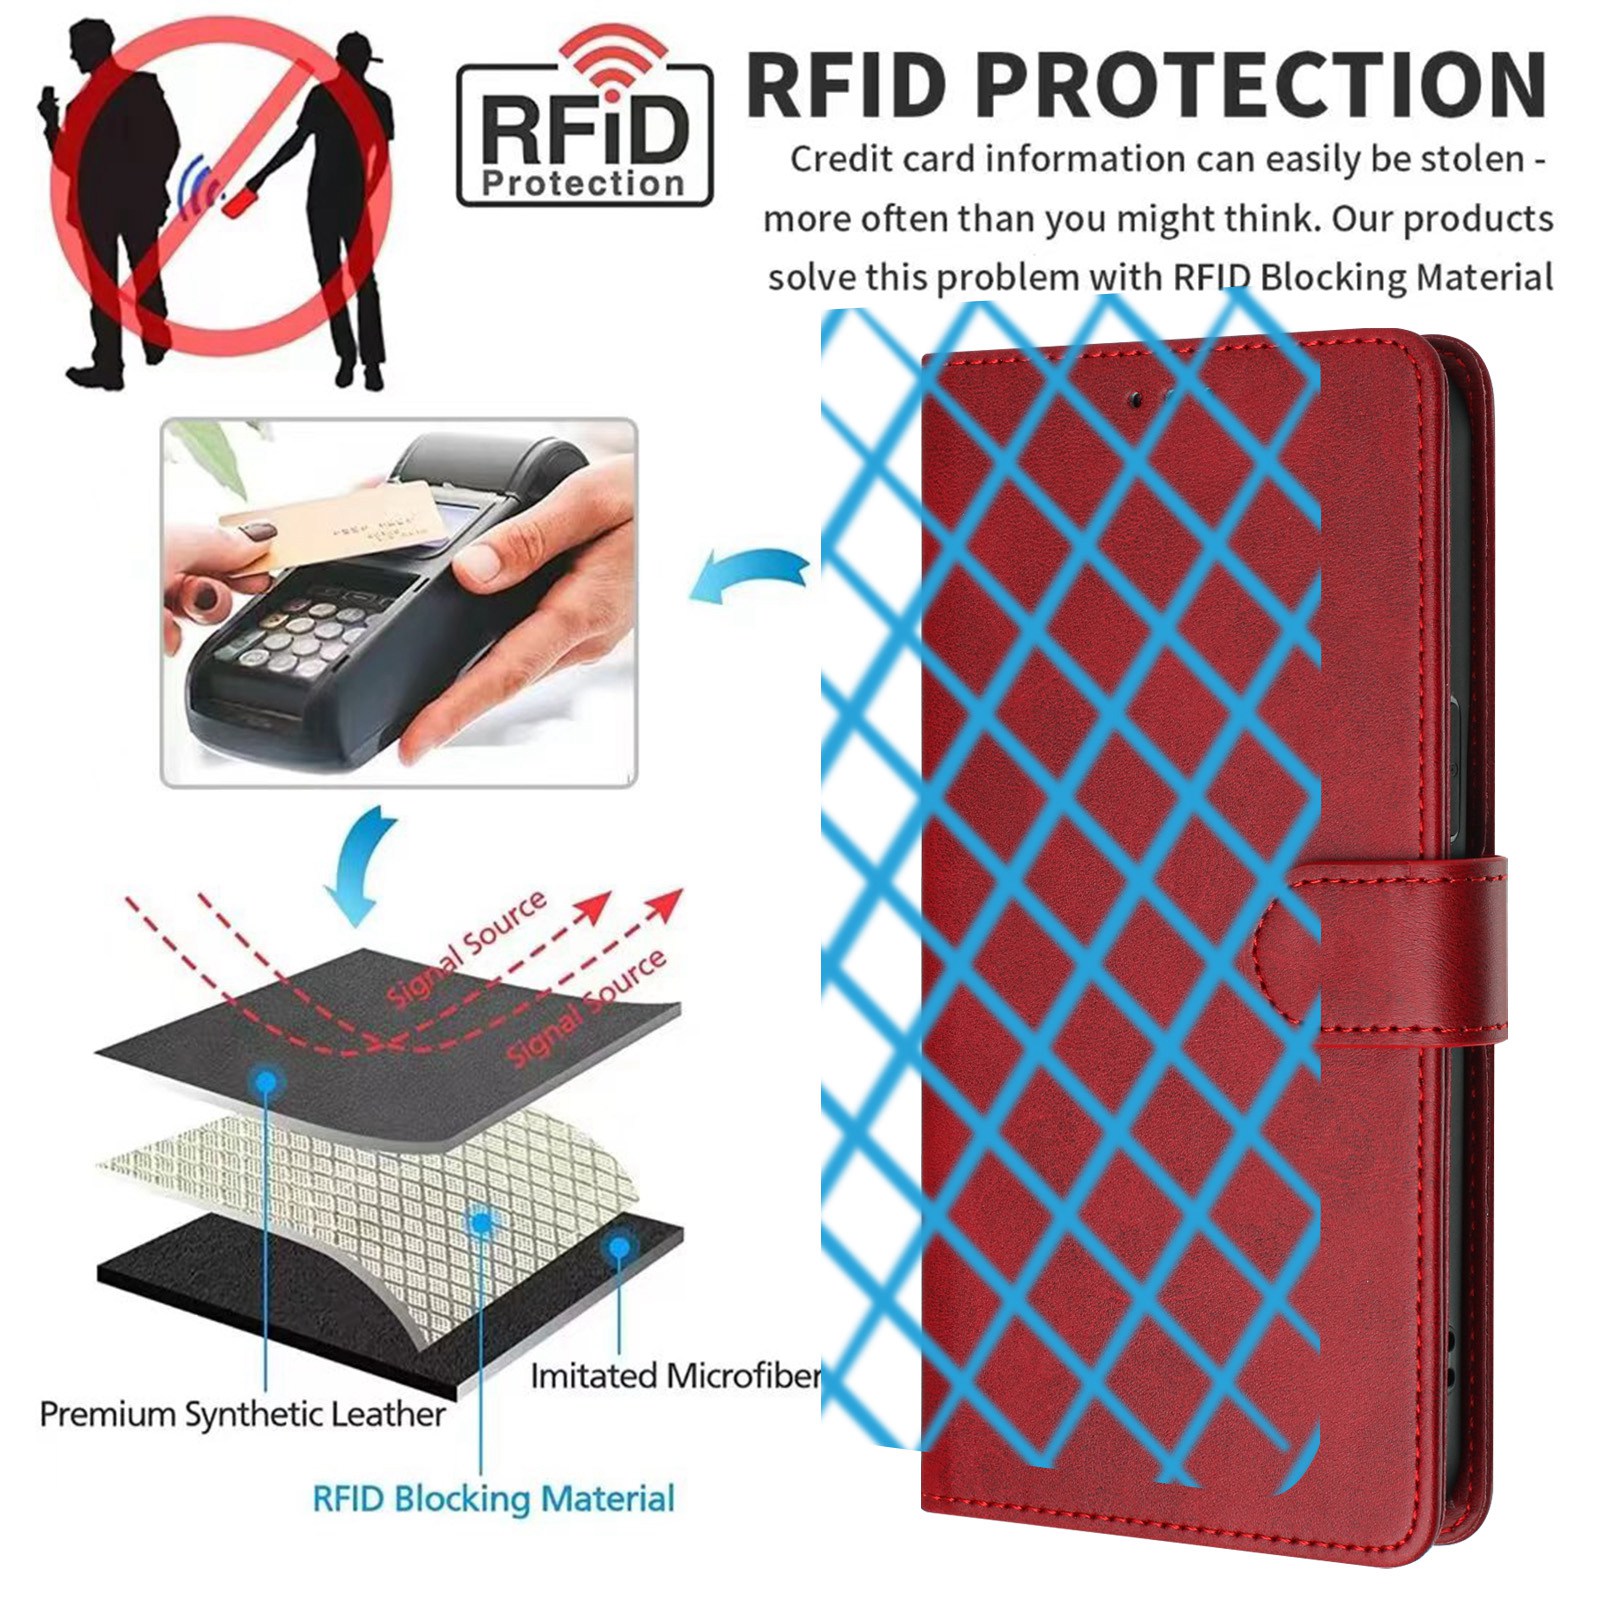 RFiD
Protection
RFID PROTECTION
Credit card information can easily be stolen -
more often than you might think. Our products
solve this problem with RFID Blocking Material
Signal Source
Signal Source
Imitated Microfiber
Premium Synthetic Leather
RFID Blocking Material